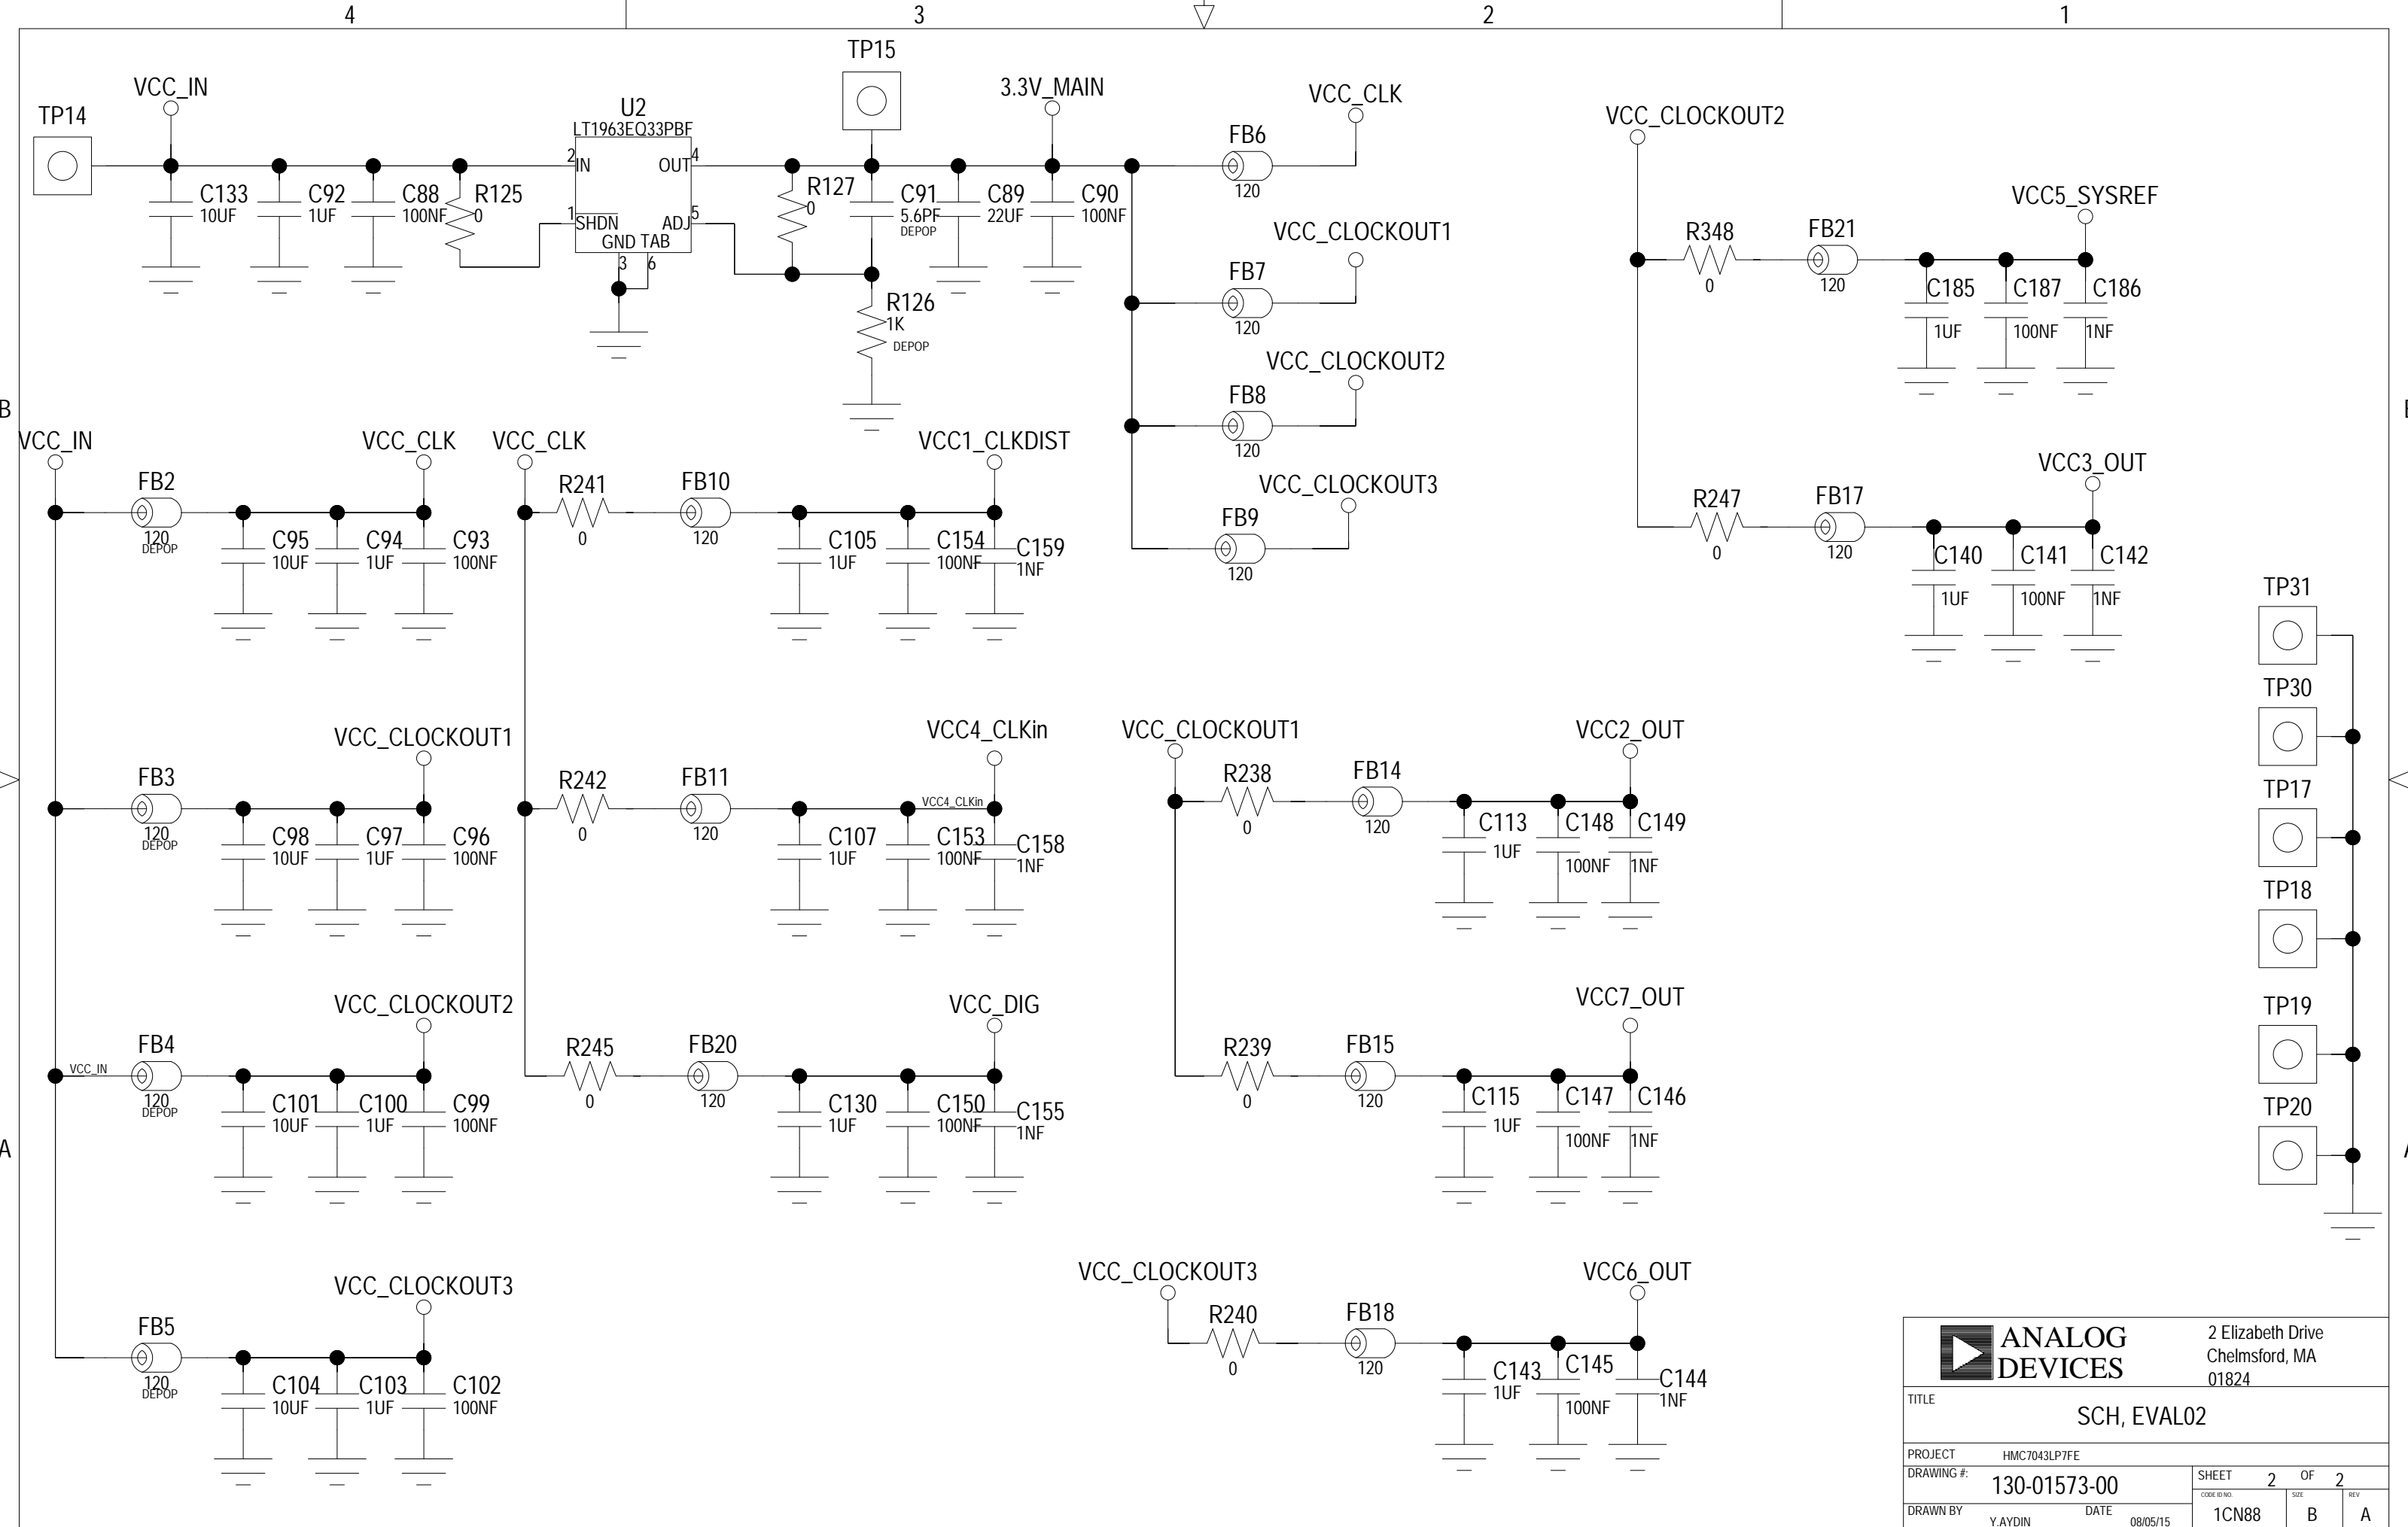 4 3 2 1
TP14
VCC_IN
U2
LT1963EQ33PBF
2 IN
OUT 4
1 SHDN
ADJ 5
GND TAB
3 6
TP15
3.3V_MAIN
C133
10UF
C92
1UF
C88
100NF
R125
0
R127
0
C91
5.6PF
DEPOP
C89
22UF
C90
100NF
R126
1K
DEPOP
FB6
120
VCC_CLK
FB7
120
VCC_CLOCKOUT1
FB8
120
VCC_CLOCKOUT2
FB9
120
VCC_CLOCKOUT3
VCC_CLOCKOUT2
R348
0
FB21
120
VCC5_SYSREF
C185
1UF
C187
100NF
C186
1NF
R247
0
FB17
120
VCC3_OUT
C140
1UF
C141
100NF
C142
1NF
B
VCC_IN
FB2
120
DEPOP
VCC_CLK
C95
10UF
C94
1UF
C93
100NF
FB3
120
DEPOP
VCC_CLOCKOUT1
C98
10UF
C97
1UF
C96
100NF
VCC_IN
FB4
120
DEPOP
VCC_CLOCKOUT2
C101
10UF
C100
1UF
C99
100NF
A
FB5
120
DEPOP
VCC_CLOCKOUT3
C104
10UF
C103
1UF
C102
100NF
VCC_CLK
R241
0
FB10
120
VCC1_CLKDIST
C105
1UF
C154
100NF
C159
1NF
R242
0
FB11
120
VCC4_CLKin
VCC4_CLKin
C107
1UF
C153
100NF
C158
1NF
R245
0
FB20
120
VCC_DIG
C130
1UF
C150
100NF
C155
1NF
VCC_CLOCKOUT1
R238
0
FB14
120
VCC2_OUT
C113
1UF
C148
100NF
C149
1NF
R239
0
FB15
120
VCC7_OUT
C115
1UF
C147
100NF
C146
1NF
VCC_CLOCKOUT3
R240
0
FB18
120
VCC6_OUT
C143
1UF
C145
100NF
C144
1NF
TP31
TP30
TP17
TP18
TP19
TP20
ANALOG
DEVICES
2 Elizabeth Drive
Chelmsford, MA
01824
TITLE
SCH, EVAL02
PROJECT HMC7043LP7FE
DRAWING #: 130-01573-00
SHEET 2 OF 2
CODE ID NO. 1CN88
SIZE B
REV A
DRAWN BY Y.AYDIN
DATE 08/05/15